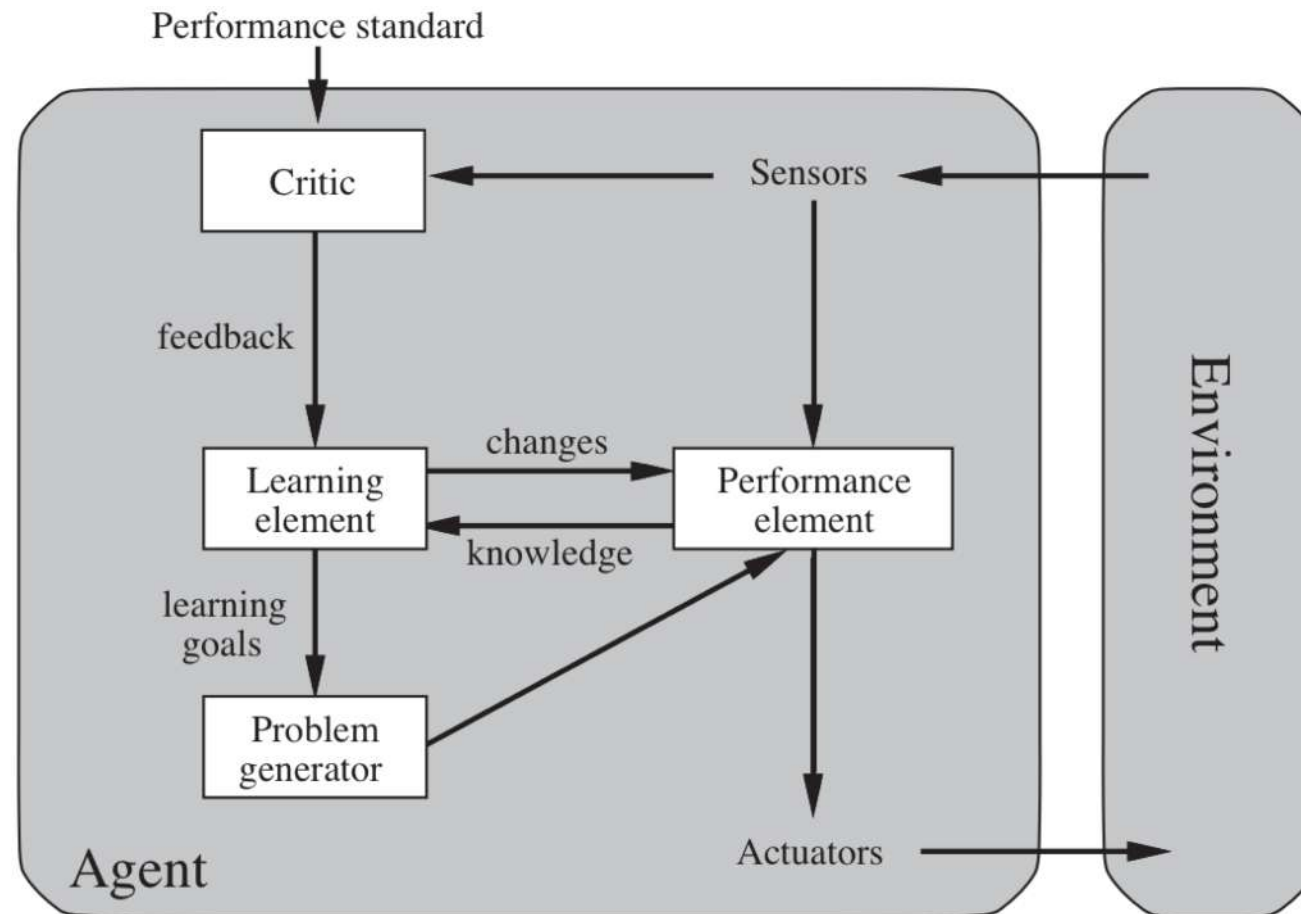 Performance standard
Critic
Sensors
feedback
changes
Learning
element
Performance
element
knowledge
learning
goals
Problem
generator
Actuators
Agent
Environment